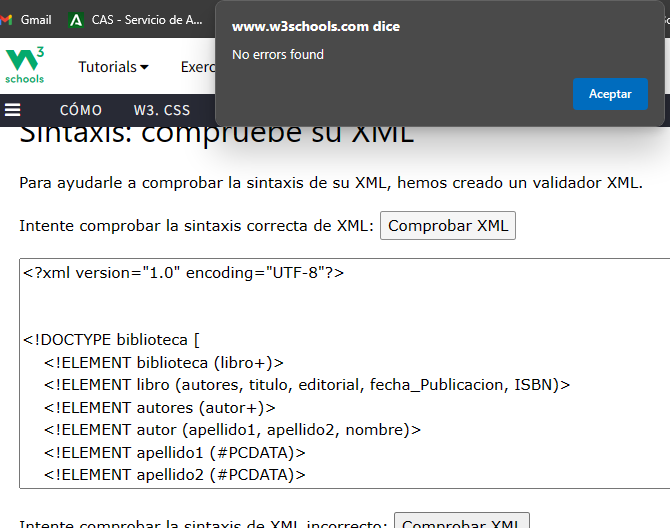 Gmail
CAS - Servicio de A...
www.w3schools.com dice
No errors found
Aceptar
W 3
schools
Tutorials
Exerc
CÓMO
W3. CSS
Sintaxis: compruebe su XML
Para ayudarle a comprobar la sintaxis de su XML, hemos creado un validador XML.
Intente comprobar la sintaxis correcta de XML: Comprobar XML
<?xml version="1.0" encoding="UTF-8"?>
<!DOCTYPE biblioteca [
<!ELEMENT biblioteca (libro+)>
<!ELEMENT libro (autores, titulo, editorial, fecha_Publicacion, ISBN)>
<!ELEMENT autores (autor+)>
<!ELEMENT autor (apellido1, apellido2, nombre)>
<!ELEMENT apellido1 (#PCDATA)>
<!ELEMENT apellido2 (#PCDATA)>
Intente comprobar la sintaxis de XML incorrecto: Comprobar XML